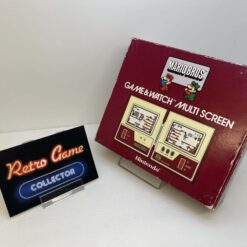 MARIO BROS.
GAME & WATCH MULTI SCREEN
Nintendo
Retro Game
COLLECTOR